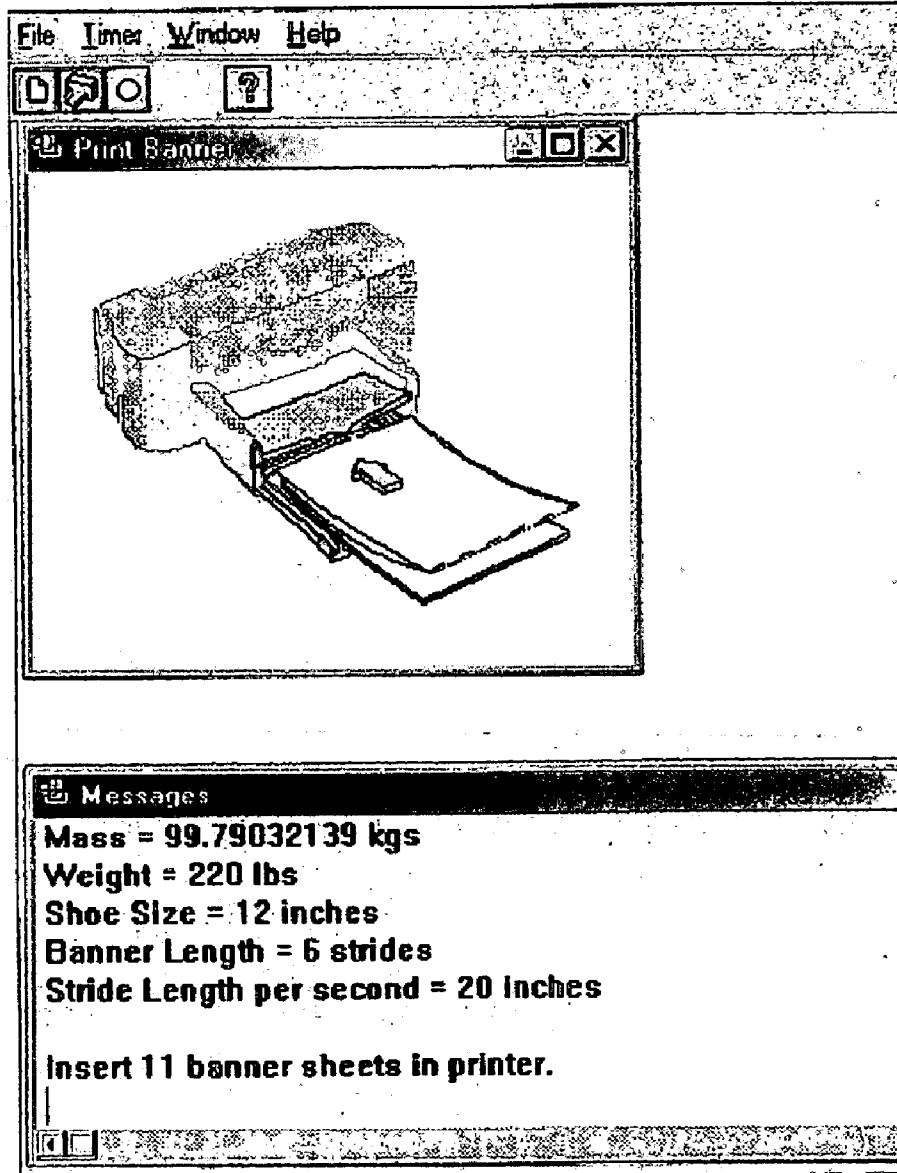 File Timer Window Help
?
Print Banner
Messages
Mass = 99.79032139 kgs
Weight = 220 lbs
Shoe Size = 12 inches
Banner Length = 6 strides
Stride Length per second = 20 inches
Insert 11 banner sheets in printer.